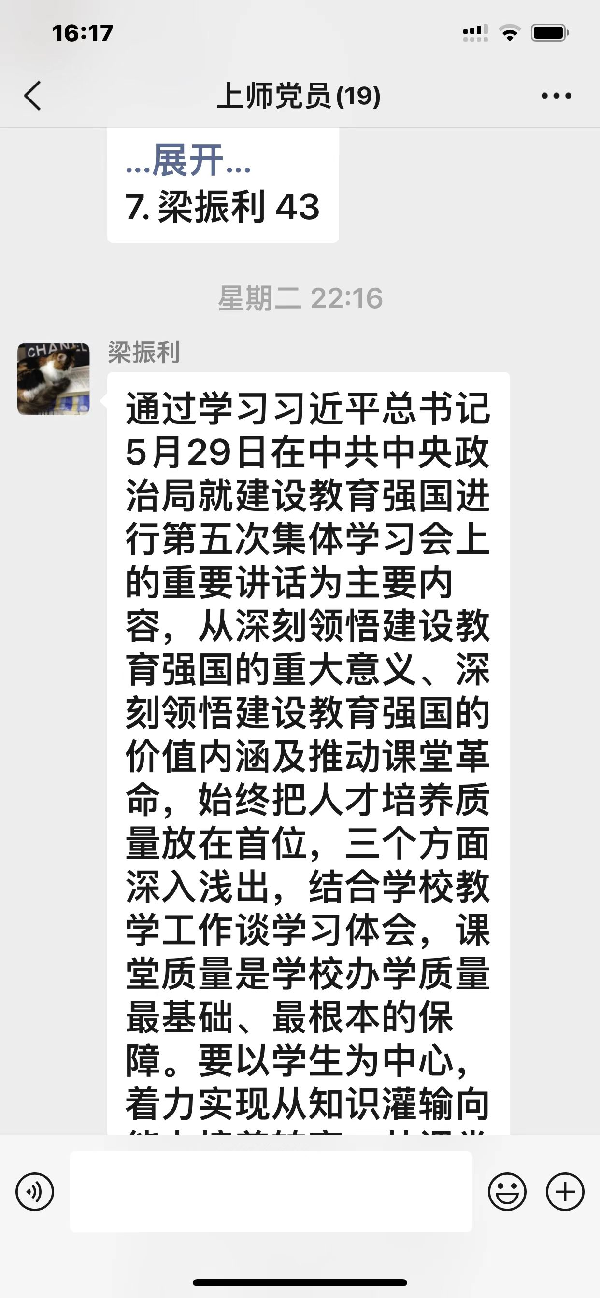 16:17
上师党员(19)
...展开...
7. 梁振利 43
星期二 22:16
CHANEL
梁振利
通过学习习近平总书记
5月29日在中共中央政
治局就建设教育强国进
行第五次集体学习会上
的重要讲话为主要内
容，从深刻领悟建设教
育强国的重大意义、深
刻领悟建设教育强国的
价值内涵及推动课堂革
命，始终把人才培养质
量放在首位，三个方面
深入浅出，结合学校教
学工作谈学习体会，课
堂质量是学校办学质量
最基础、最根本的保
障。要以学生为中心，
着力实现从知识灌输向